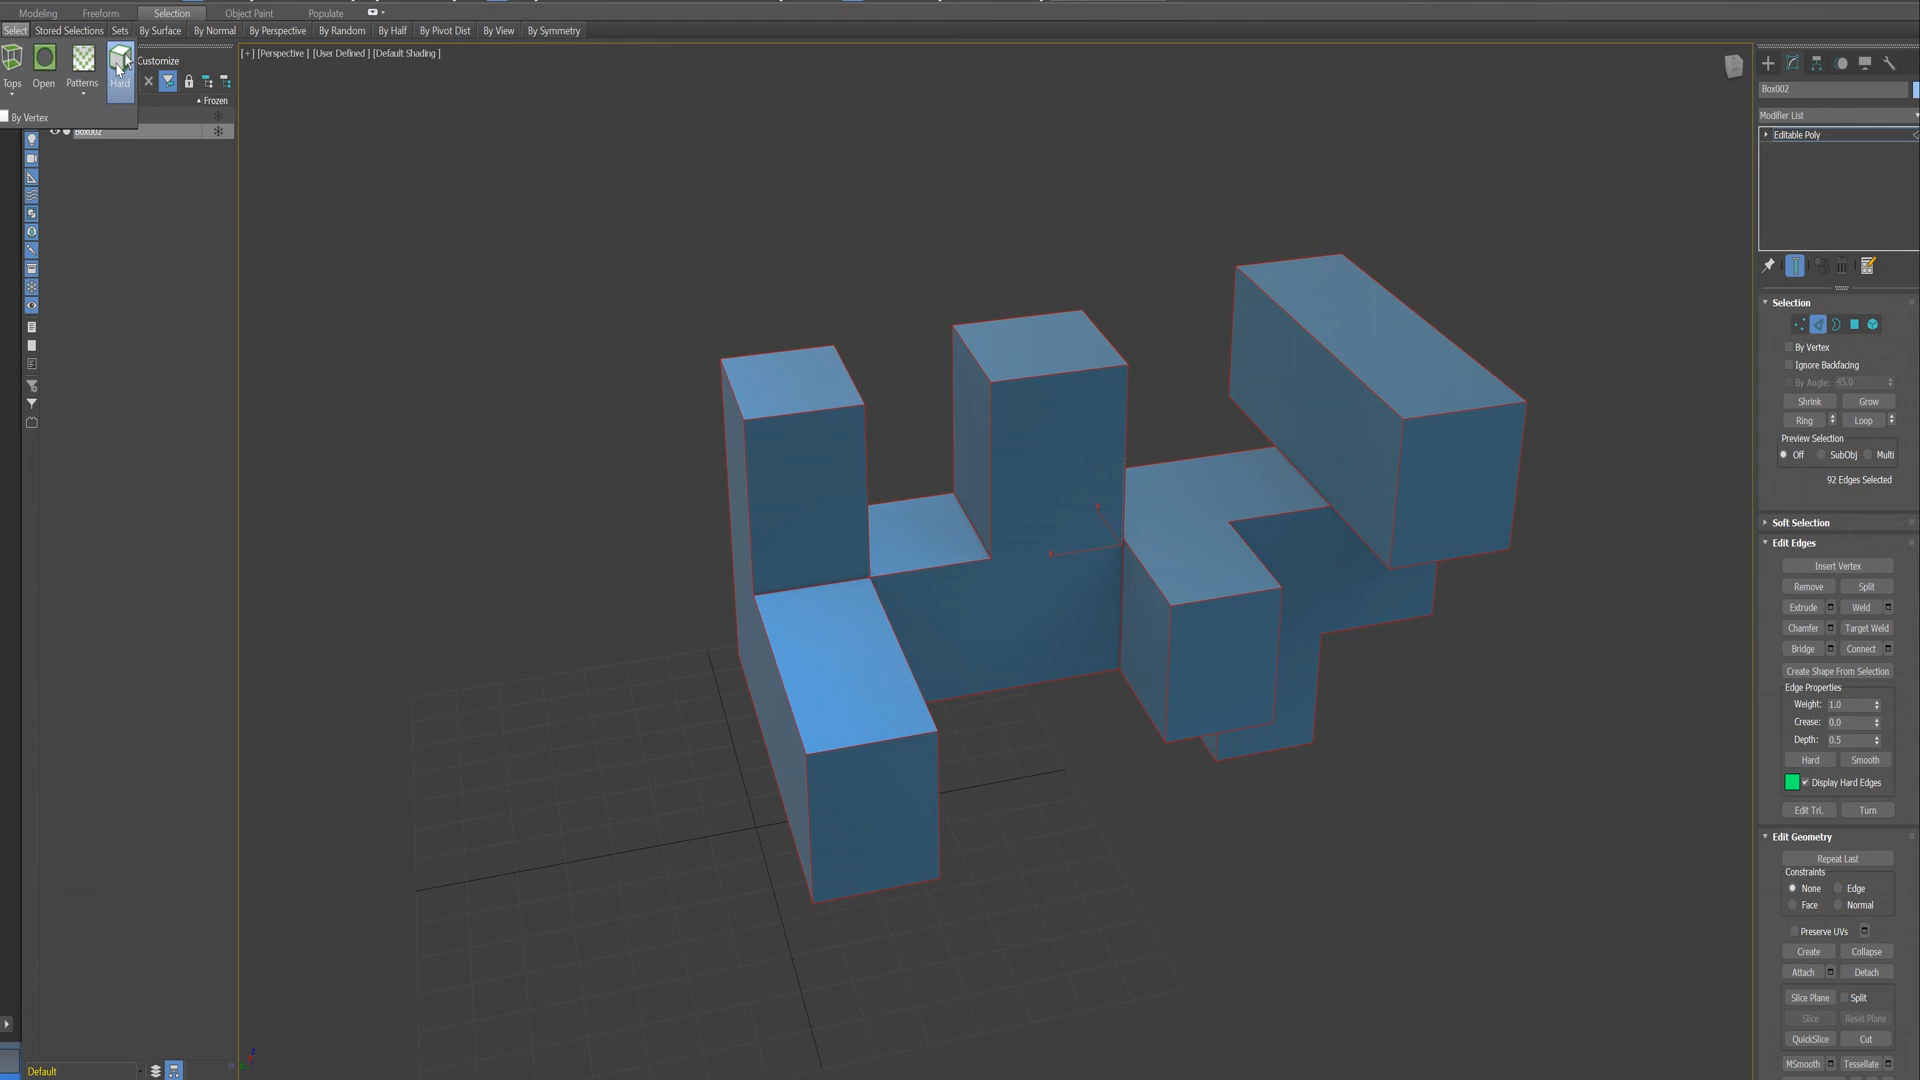 Modeling Freeform Selection Object Paint Populate
Select Stored Selections Sets By Surface By Normal By Perspective By Random By Half By Pivot Dist By View By Symmetry
Tops Open Patterns Hard
Customize
By Vertex
Frozen
Box002
[ + ] [Perspective ] [User Defined ] [Default Shading ]
Box002
Modifier List
Editable Poly
Selection
By Vertex
Ignore Backfacing
By Angle: 45.0
Shrink Grow
Ring Loop
Preview Selection
Off SubObj Multi
92 Edges Selected
Soft Selection
Edit Edges
Insert Vertex
Remove Split
Extrude Weld
Chamfer Target Weld
Bridge Connect
Create Shape From Selection
Edge Properties
Weight: 1.0
Crease: 0.0
Depth: 0.5
Hard Smooth
Display Hard Edges
Edit Tri. Turn
Edit Geometry
Repeat Last
Constraints
None Edge
Face Normal
Preserve UVs
Create Collapse
Attach Detach
Slice Plane Split
Slice Reset Plane
QuickSlice Cut
MSmooth Tessellate
Default
z